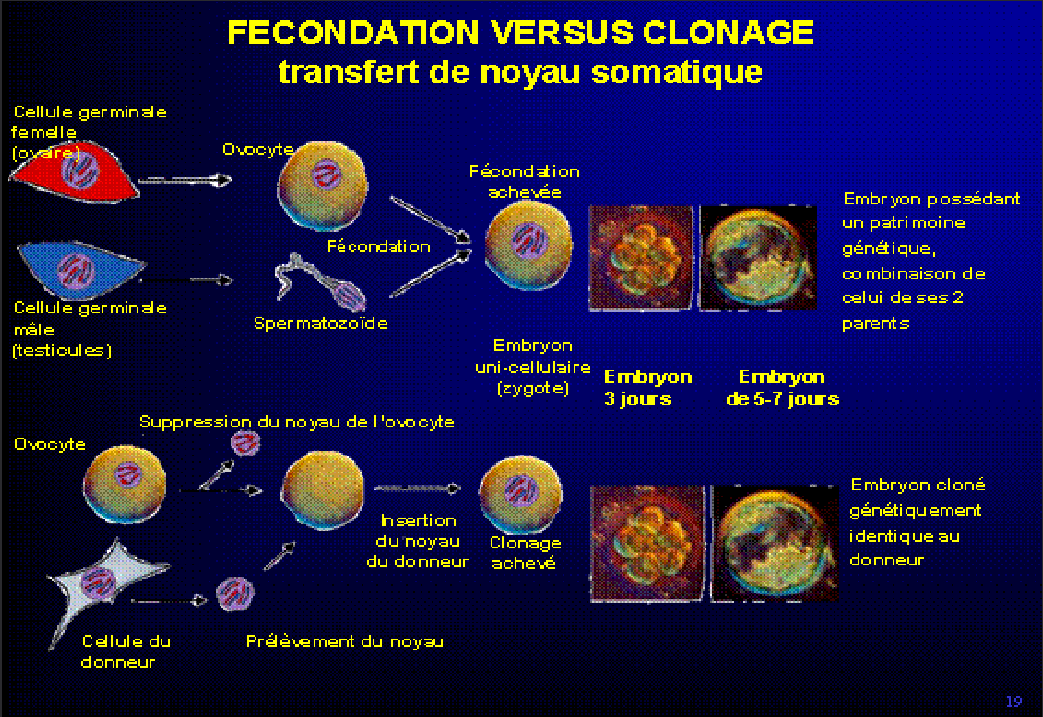 FECONDATION VERSUS CLONAGE
transfert de noyau somatique
Cellule germinale
femelle
(ovaire)
Ovocyte
Fécondation
achevée
Embryon possédant
un patrimoine
génétique,
combinaison de
celui de ses 2
parents
Fécondation
Cellule germinale
mâle
(testicules)
Spermatozoïde
Embryon
uni-cellulaire
(zygote)
Embryon
3 jours
Embryon
de 5-7 jours
Suppression du noyau de l'ovocyte
Ovocyte
Insertion
du noyau
du donneur
Clonage
achevé
Embryon cloné
génétiquement
identique au
donneur
Cellule du
donneur
Prélèvement du noyau
19